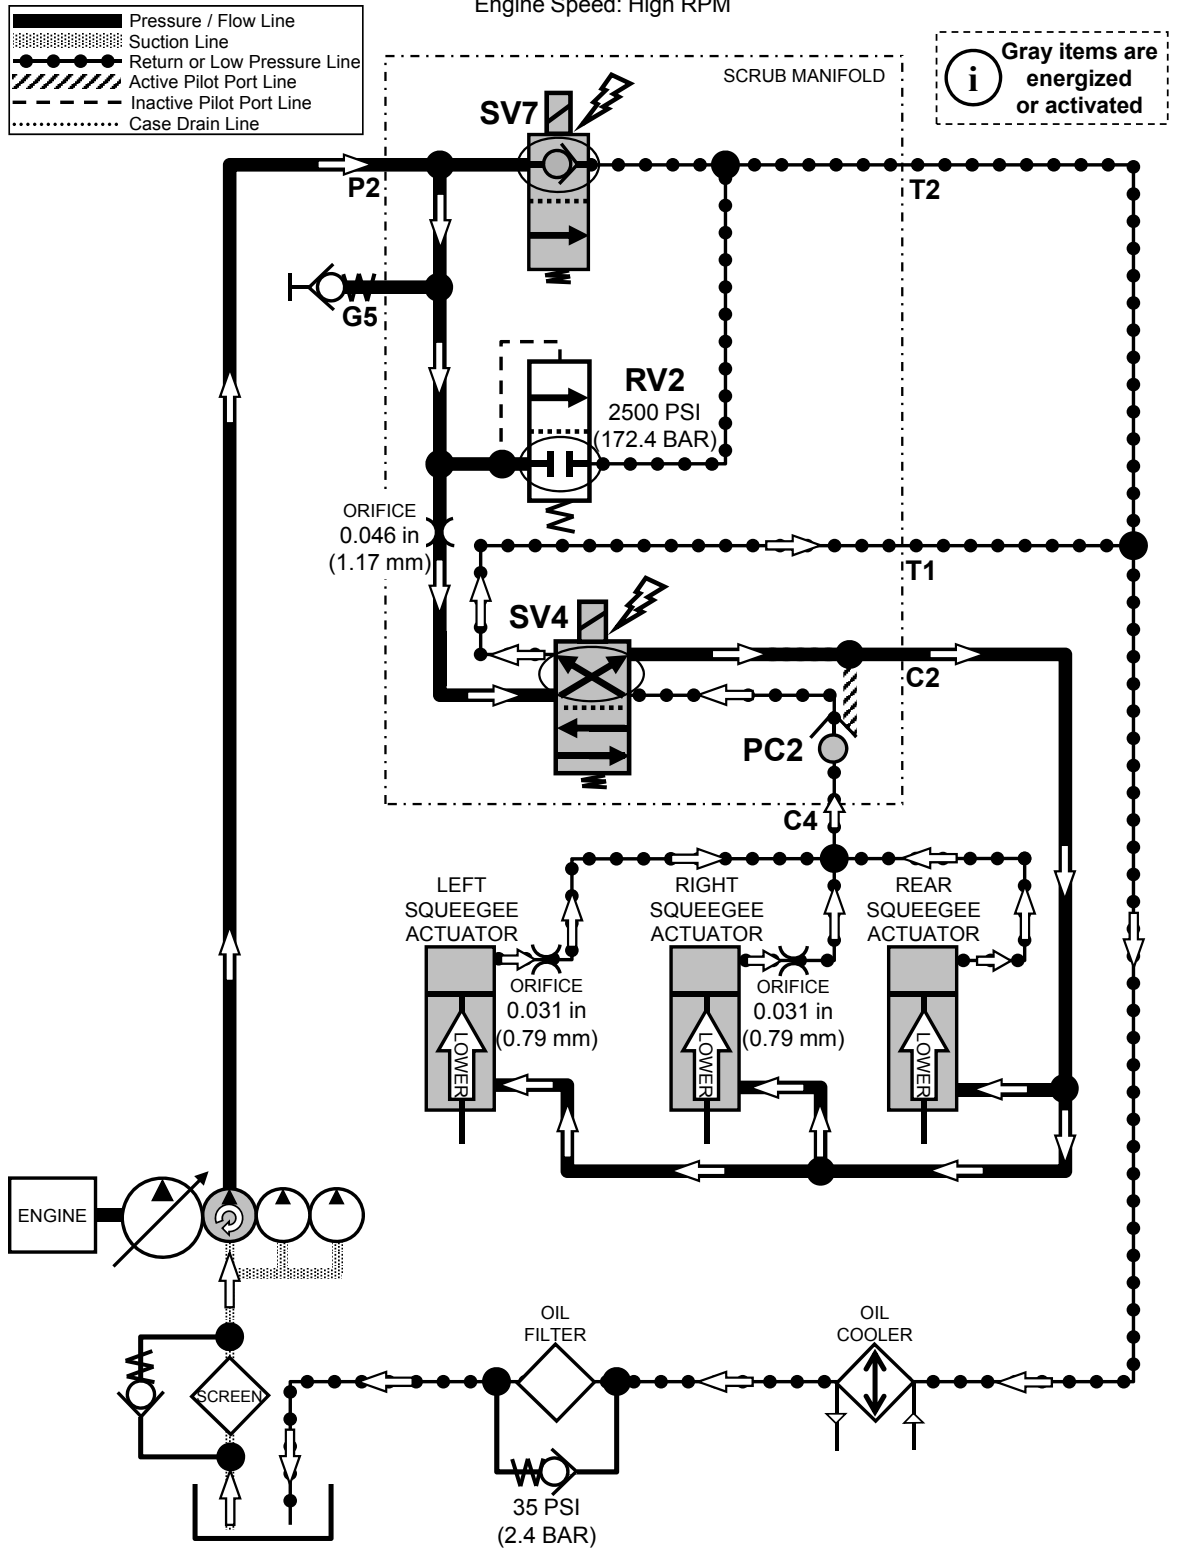 Engine Speed: High RPM
Pressure / Flow Line
Suction Line
Return or Low Pressure Line
Active Pilot Port Line
Inactive Pilot Port Line
Case Drain Line
SCRUB MANIFOLD
i
Gray items are
energized
or activated
SV7
P2
T2
G5
RV2
2500 PSI
(172.4 BAR)
ORIFICE
0.046 in
(1.17 mm)
T1
SV4
C2
PC2
C4
LEFT
SQUEEGEE
ACTUATOR
RIGHT
SQUEEGEE
ACTUATOR
REAR
SQUEEGEE
ACTUATOR
ORIFICE
0.031 in
(0.79 mm)
ORIFICE
0.031 in
(0.79 mm)
LOWER
LOWER
LOWER
ENGINE
OIL
FILTER
OIL
COOLER
SCREEN
35 PSI
(2.4 BAR)